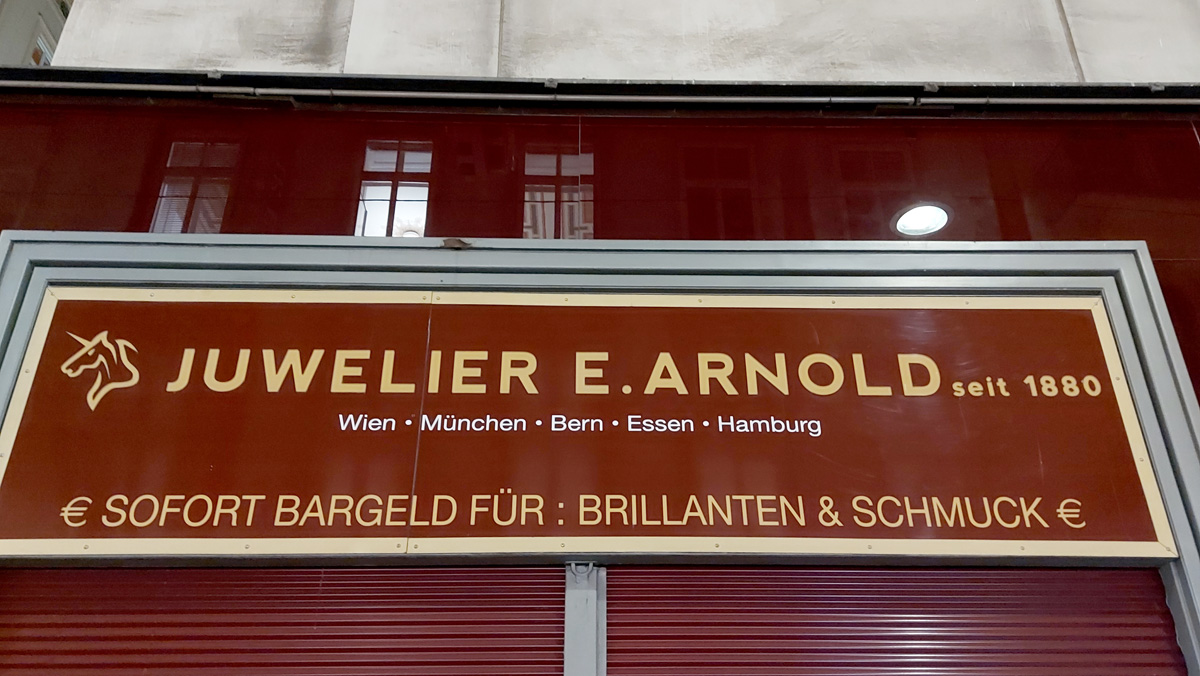 JUWELIER E. ARNOLD seit 1880
Wien • München • Bern • Essen • Hamburg
€ SOFORT BARGELD FÜR : BRILLANTEN & SCHMUCK €